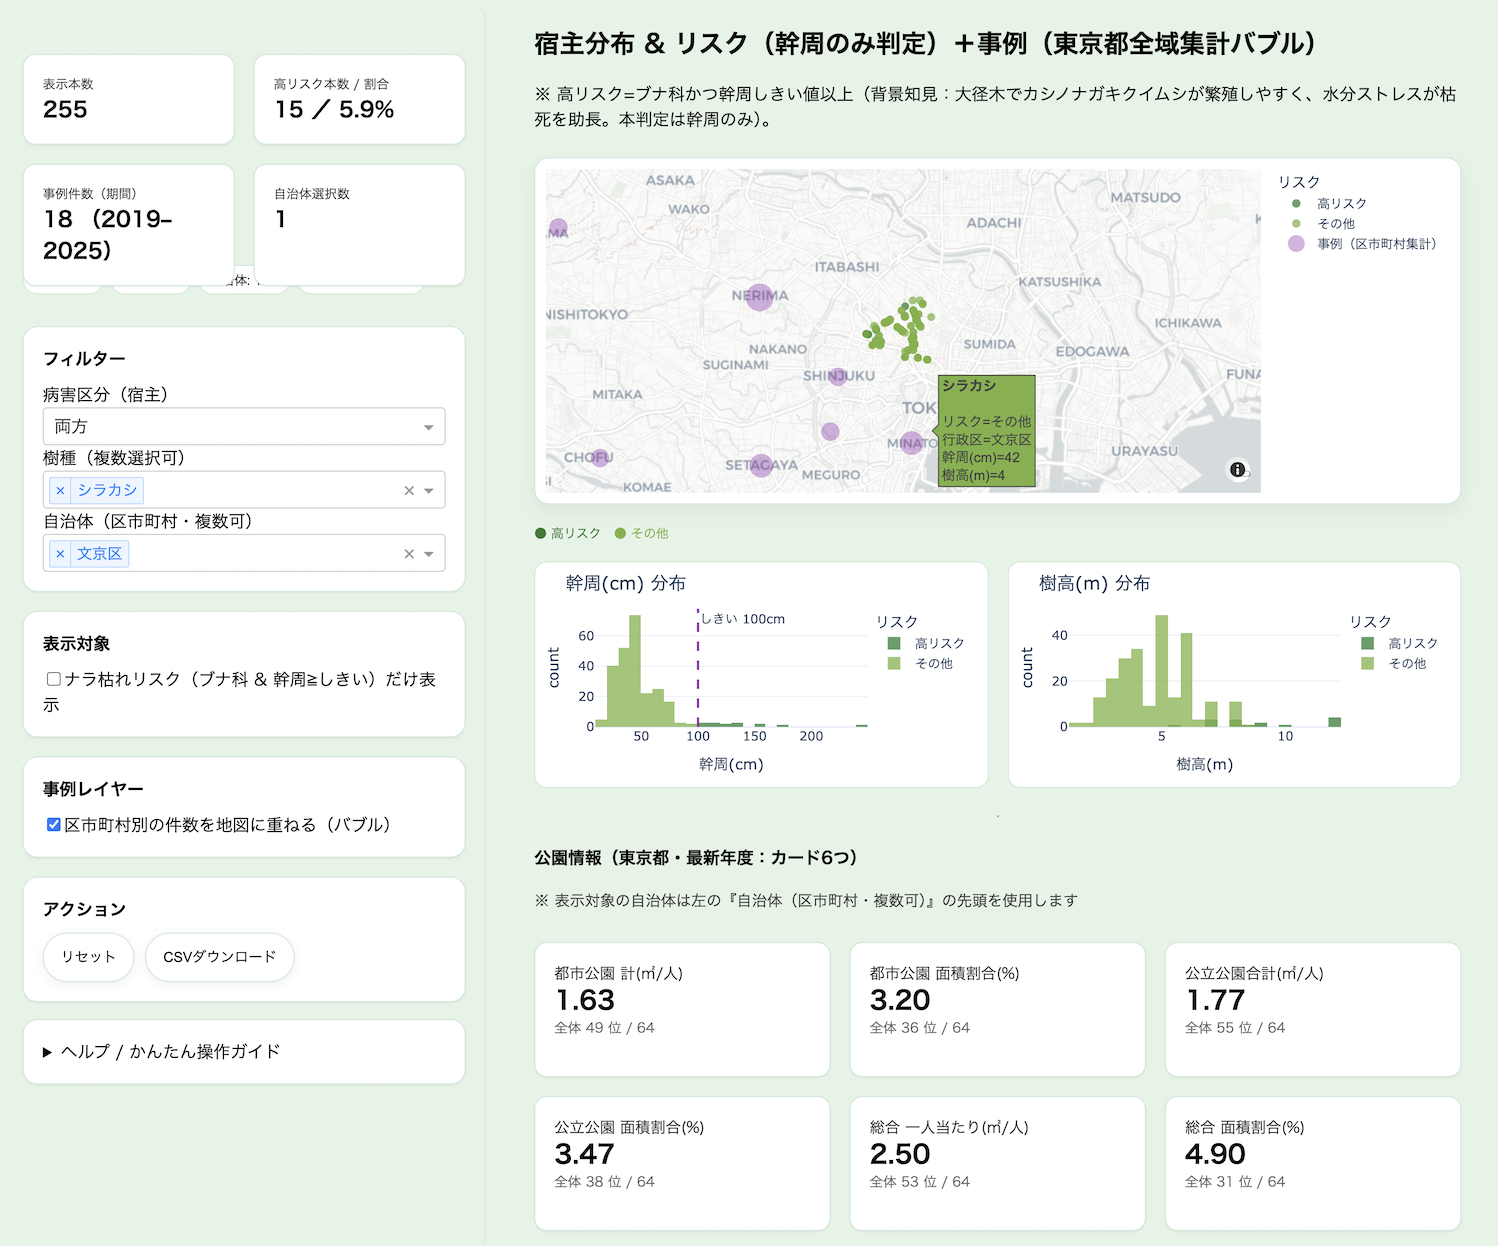 表示本数
255
高リスク本数 / 割合
15 ／ 5.9%
事例件数（期間）
18 （2019–
2025）
自治体選択数
1
フィルター
病害区分（宿主）
両方
樹種（複数選択可）
× シラカシ
自治体（区市町村・複数可）
× 文京区
表示対象
ナラ枯れリスク（ブナ科 & 幹周≧しきい）だけ表
示
事例レイヤー
区市町村別の件数を地図に重ねる（バブル）
アクション
リセット
CSVダウンロード
▶ ヘルプ / かんたん操作ガイド
宿主分布 & リスク（幹周のみ判定）＋事例（東京都全域集計バブル）
※ 高リスク=ブナ科かつ幹周しきい値以上（背景知見：大径木でカシノナガキクイムシが繁殖しやすく、水分ストレスが枯
死を助長。本判定は幹周のみ）。
ASAKA
WAKO
MATSUDO
ADACHI
ITABASHI
KATSUSHIKA
NERIMA
NISHITOKYO
ICHIKAWA
NAKANO
SUMIDA
EDOGAWA
SUGINAMI
SHINJUKU
FUNA
MITAKA
TOK
MINATO
CHOFU
SETAGAYA
MEGURO
URAYASU
KOMAE
シラカシ
リスク=その他
行政区=文京区
幹周(cm)=42
樹高(m)=4
リスク
高リスク
その他
事例（区市町村集計）
高リスク
その他
幹周(cm) 分布
しきい 100cm
count
60
40
20
0
50
100
150
200
幹周(cm)
リスク
高リスク
その他
樹高(m) 分布
count
40
20
0
5
10
樹高(m)
リスク
高リスク
その他
公園情報（東京都・最新年度：カード6つ）
※ 表示対象の自治体は左の『自治体（区市町村・複数可）』の先頭を使用します
都市公園 計(㎡/人)
1.63
全体 49 位 / 64
都市公園 面積割合(%)
3.20
全体 36 位 / 64
公立公園合計(㎡/人)
1.77
全体 55 位 / 64
公立公園 面積割合(%)
3.47
全体 38 位 / 64
総合 一人当たり(㎡/人)
2.50
全体 53 位 / 64
総合 面積割合(%)
4.90
全体 31 位 / 64